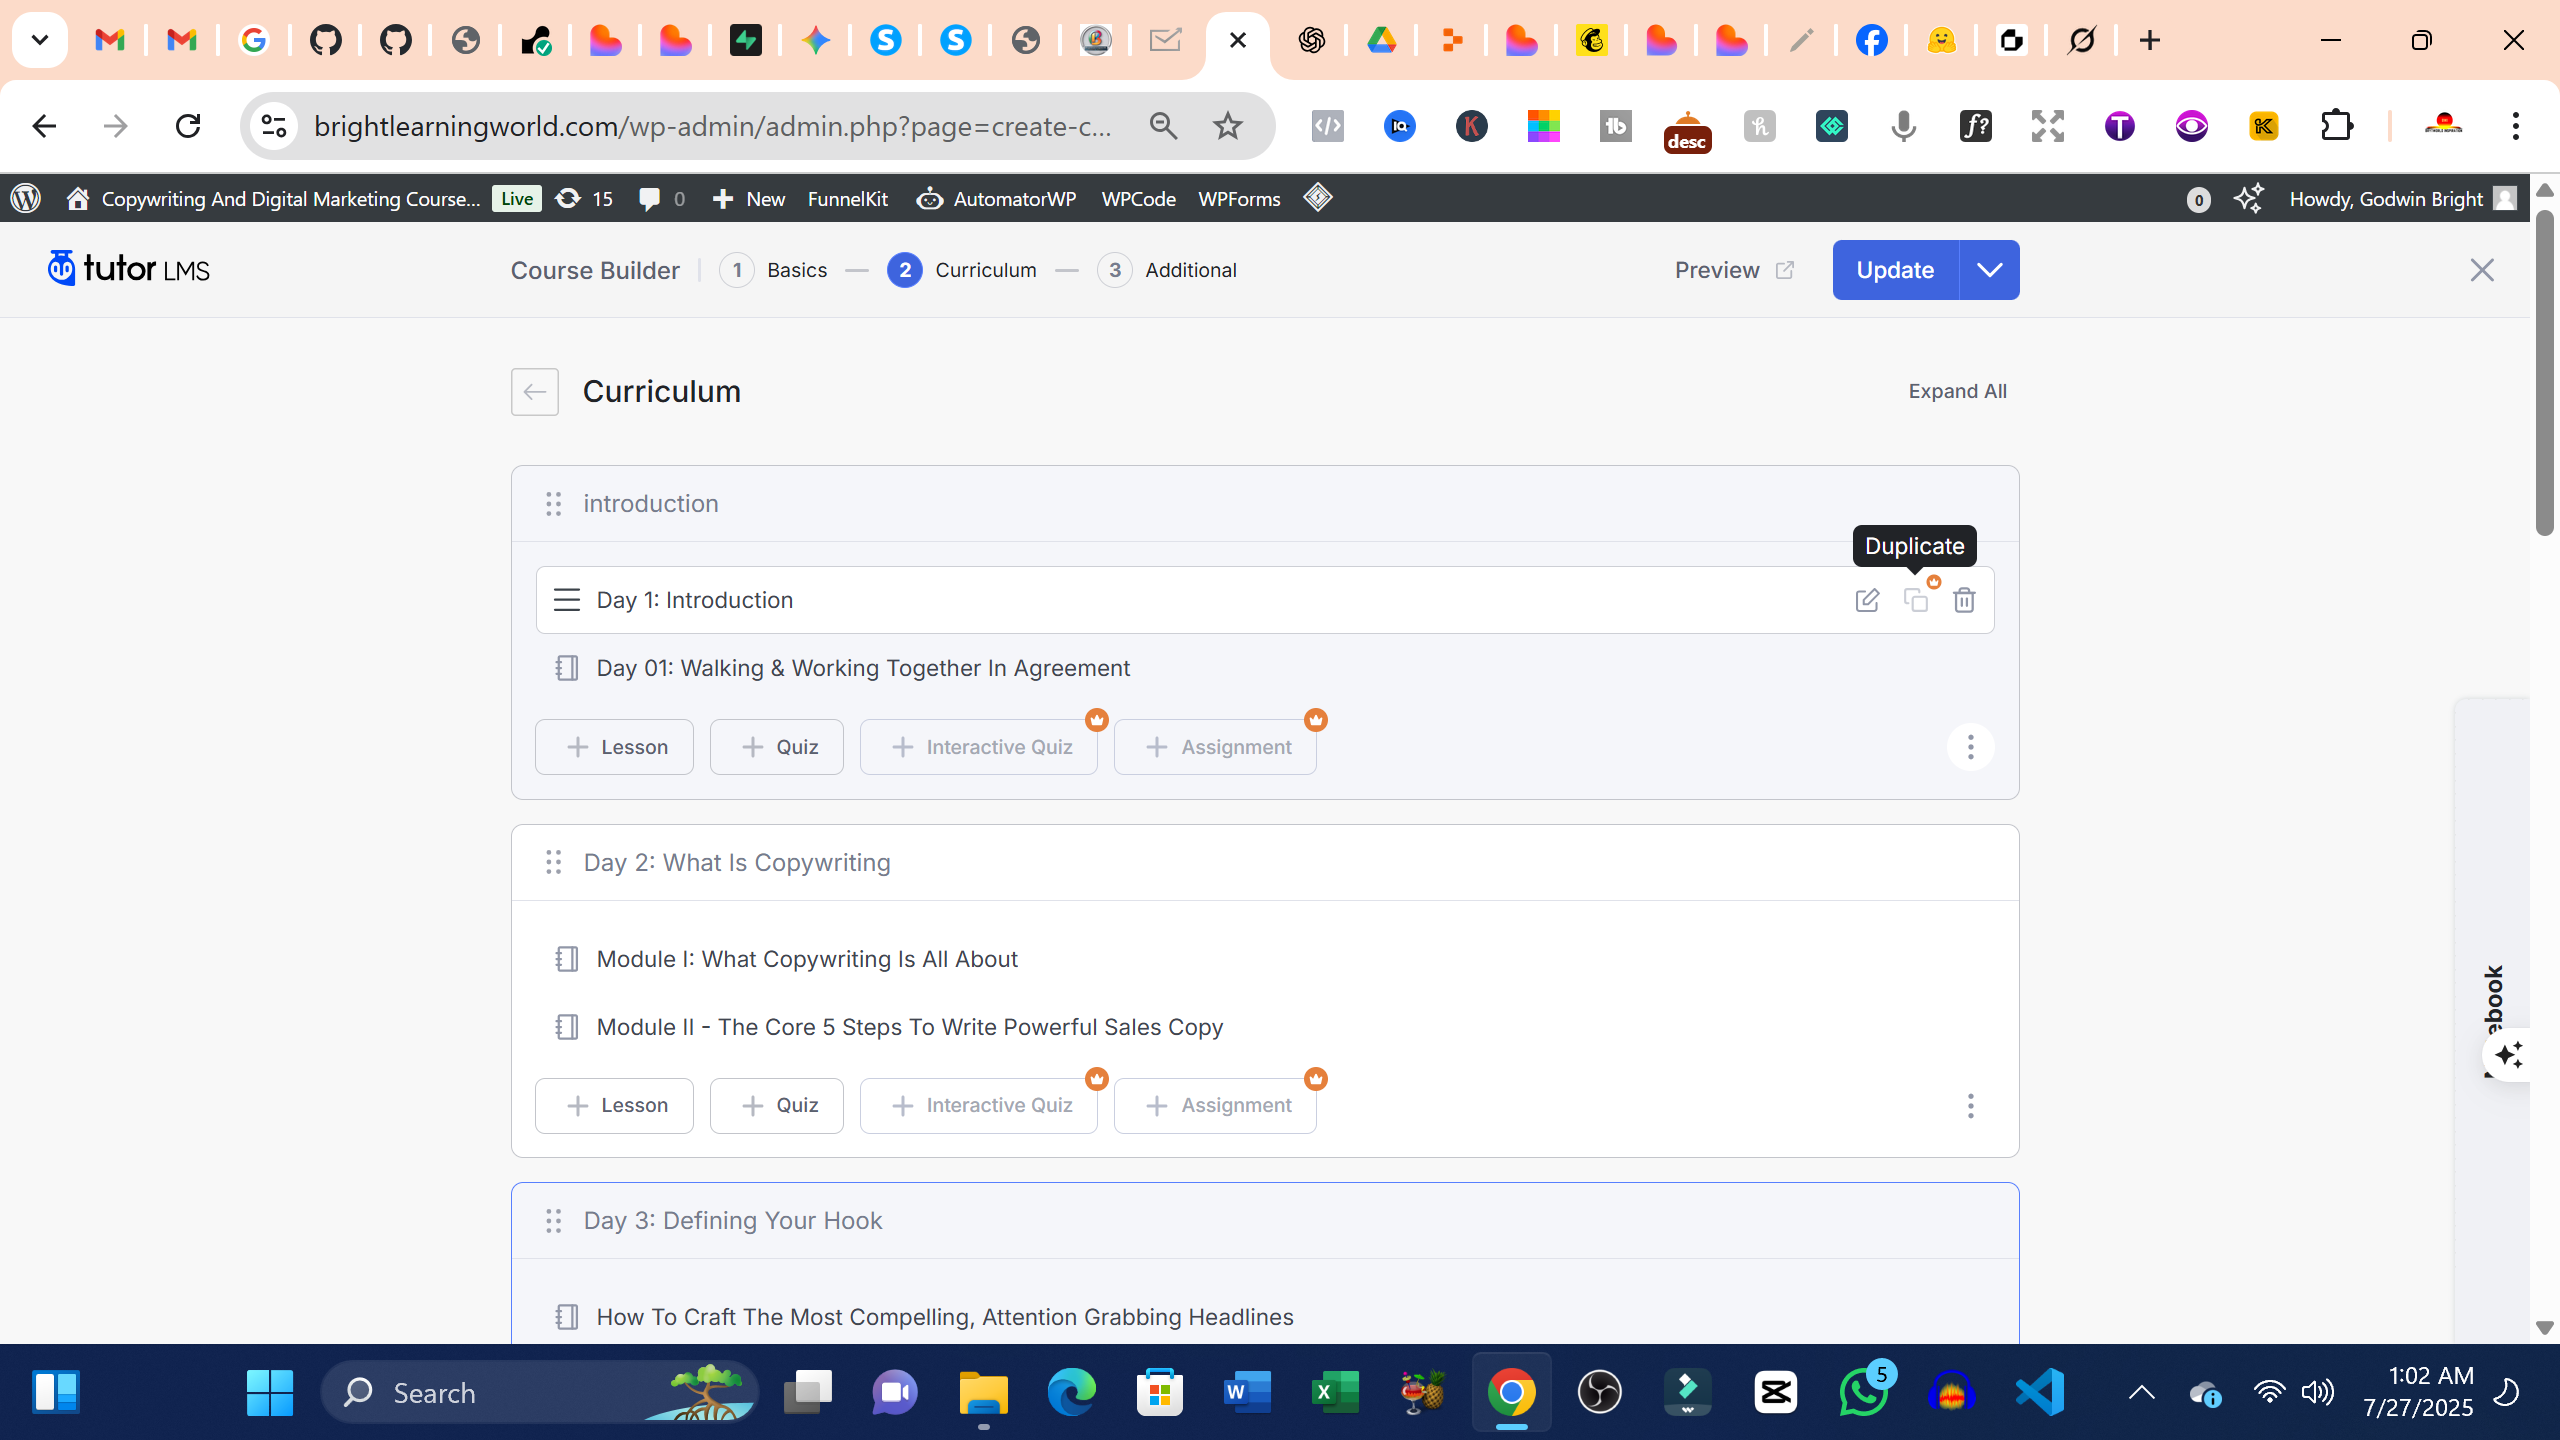 brightlearningworld.com/wp-admin/admin.php?page=create-c...
desc
Copywriting And Digital Marketing Course...
Live
15
0
New
FunnelKit
AutomatorWP
WPCode
WPForms
0
Howdy, Godwin Bright
tutor LMS
Course Builder
1
Basics
2
Curriculum
3
Additional
Preview
Update
Curriculum
Expand All
introduction
Duplicate
Day 1: Introduction
Day 01: Walking & Working Together In Agreement
Lesson
Quiz
Interactive Quiz
Assignment
Day 2: What Is Copywriting
Module I: What Copywriting Is All About
Module II - The Core 5 Steps To Write Powerful Sales Copy
Lesson
Quiz
Interactive Quiz
Assignment
Day 3: Defining Your Hook
How To Craft The Most Compelling, Attention Grabbing Headlines
Search
5
1:02 AM
7/27/2025